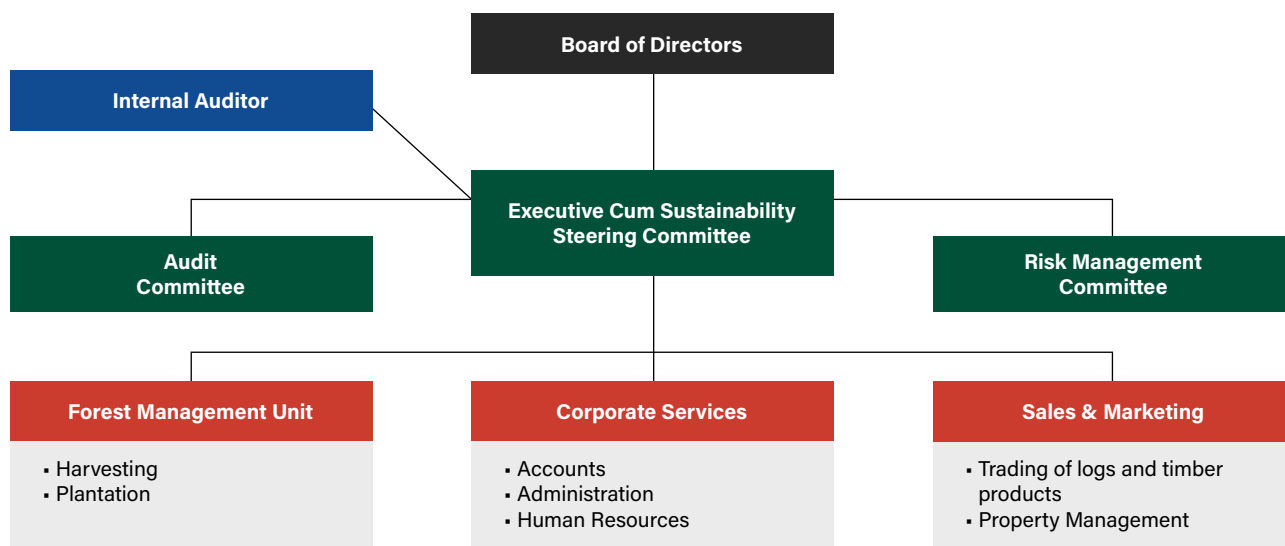 Board of Directors
Internal Auditor
Executive Cum Sustainability
Steering Committee
Audit
Committee
Risk Management
Committee
Forest Management Unit
▪ Harvesting
▪ Plantation
Corporate Services
▪ Accounts
▪ Administration
▪ Human Resources
Sales & Marketing
▪ Trading of logs and timber
products
▪ Property Management